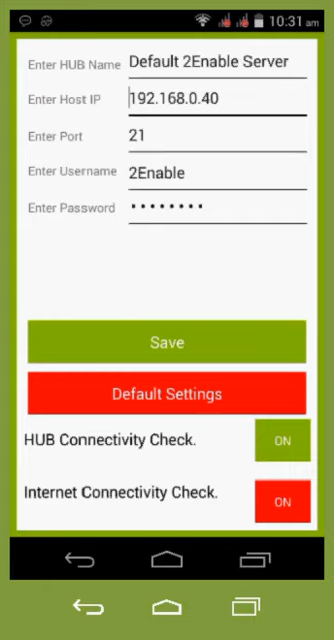 10:31 am
Enter HUB Name Default 2Enable Server
Enter Host IP 192.168.0.40
Enter Port 21
Enter Username 2Enable
Enter Password ••••••••
Save
Default Settings
HUB Connectivity Check. ON
Internet Connectivity Check. ON